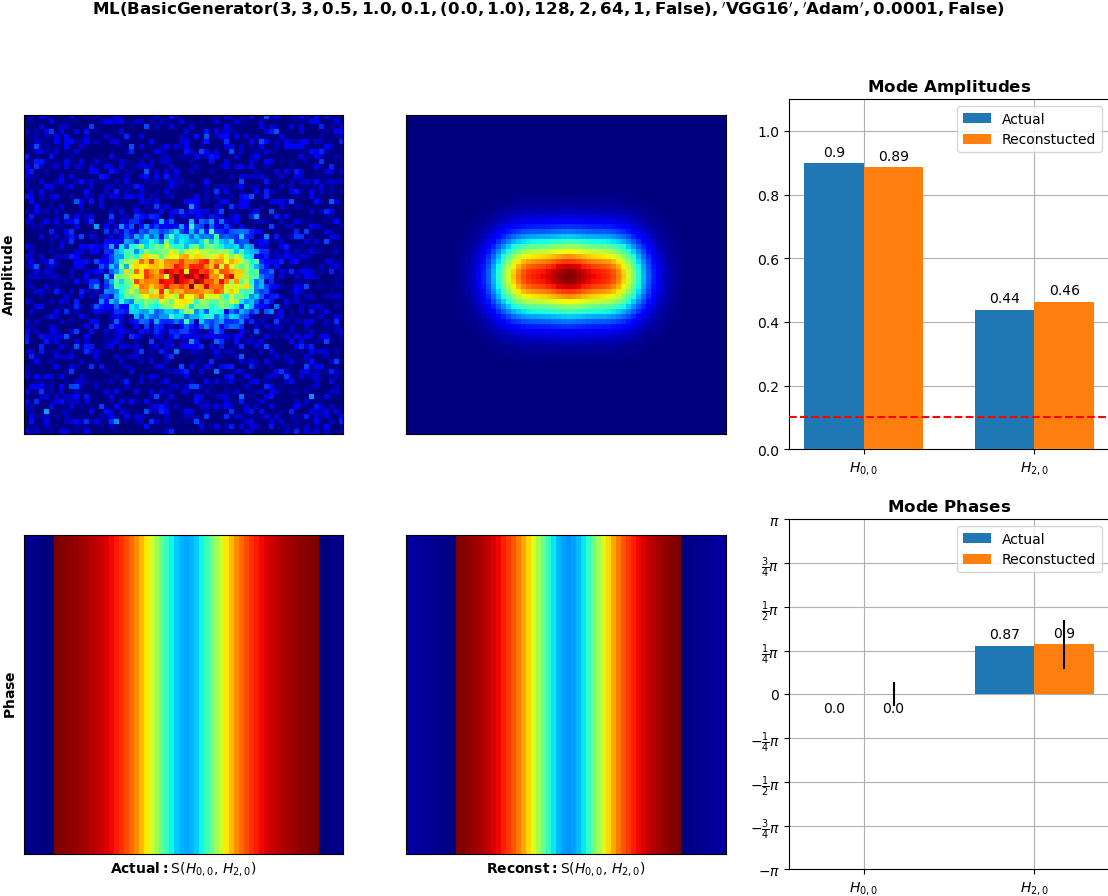 ML(BasicGenerator(3, 3, 0.5, 1.0, 0.1, (0.0, 1.0), 128, 2, 64, 1, False), ′VGG16′, ′Adam′, 0.0001, False)
Amplitude
Mode Amplitudes
Actual
Reconstucted
1.0
0.8
0.6
0.4
0.2
0.0
0.9
0.89
0.44
0.46
H0, 0
H2, 0
Phase
Actual: S(H0, 0, H2, 0)
Reconst: S(H0, 0, H2, 0)
Mode Phases
Actual
Reconstucted
π
3/4π
1/2π
1/4π
0
−1/4π
−1/2π
−3/4π
−π
0.0
0.0
0.87
0.9
H0, 0
H2, 0